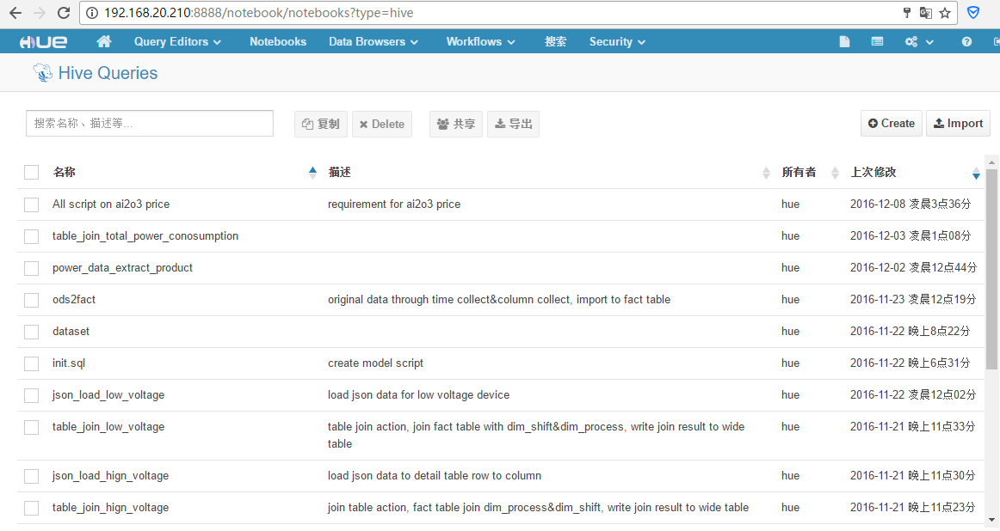 192.168.20.210:8888/notebook/notebooks?type=hive
HUE Query Editors Notebooks Data Browsers Workflows 搜索 Security
Hive Queries
搜索名称、描述等... 复制 Delete 共享 导出 Create Import
名称 描述 所有者 上次修改
All script on ai2o3 price requirement for ai2o3 price hue 2016-12-08 凌晨3点36分
table_join_total_power_conosumption hue 2016-12-03 凌晨1点08分
power_data_extract_product hue 2016-12-02 凌晨12点44分
ods2fact original data through time collect&column collect, import to fact table hue 2016-11-23 凌晨12点19分
dataset hue 2016-11-22 晚上8点22分
init.sql create model script hue 2016-11-22 晚上6点31分
json_load_low_voltage load json data for low voltage device hue 2016-11-22 凌晨12点02分
table_join_low_voltage table join action, join fact table with dim_shift&dim_process, write join result to wide hue 2016-11-21 晚上11点33分
table
json_load_hign_voltage load json data to detail table row to column hue 2016-11-21 晚上11点30分
table_join_hign_voltage join table action, fact table join dim_process&dim_shift, write join result to wide table hue 2016-11-21 晚上11点23分